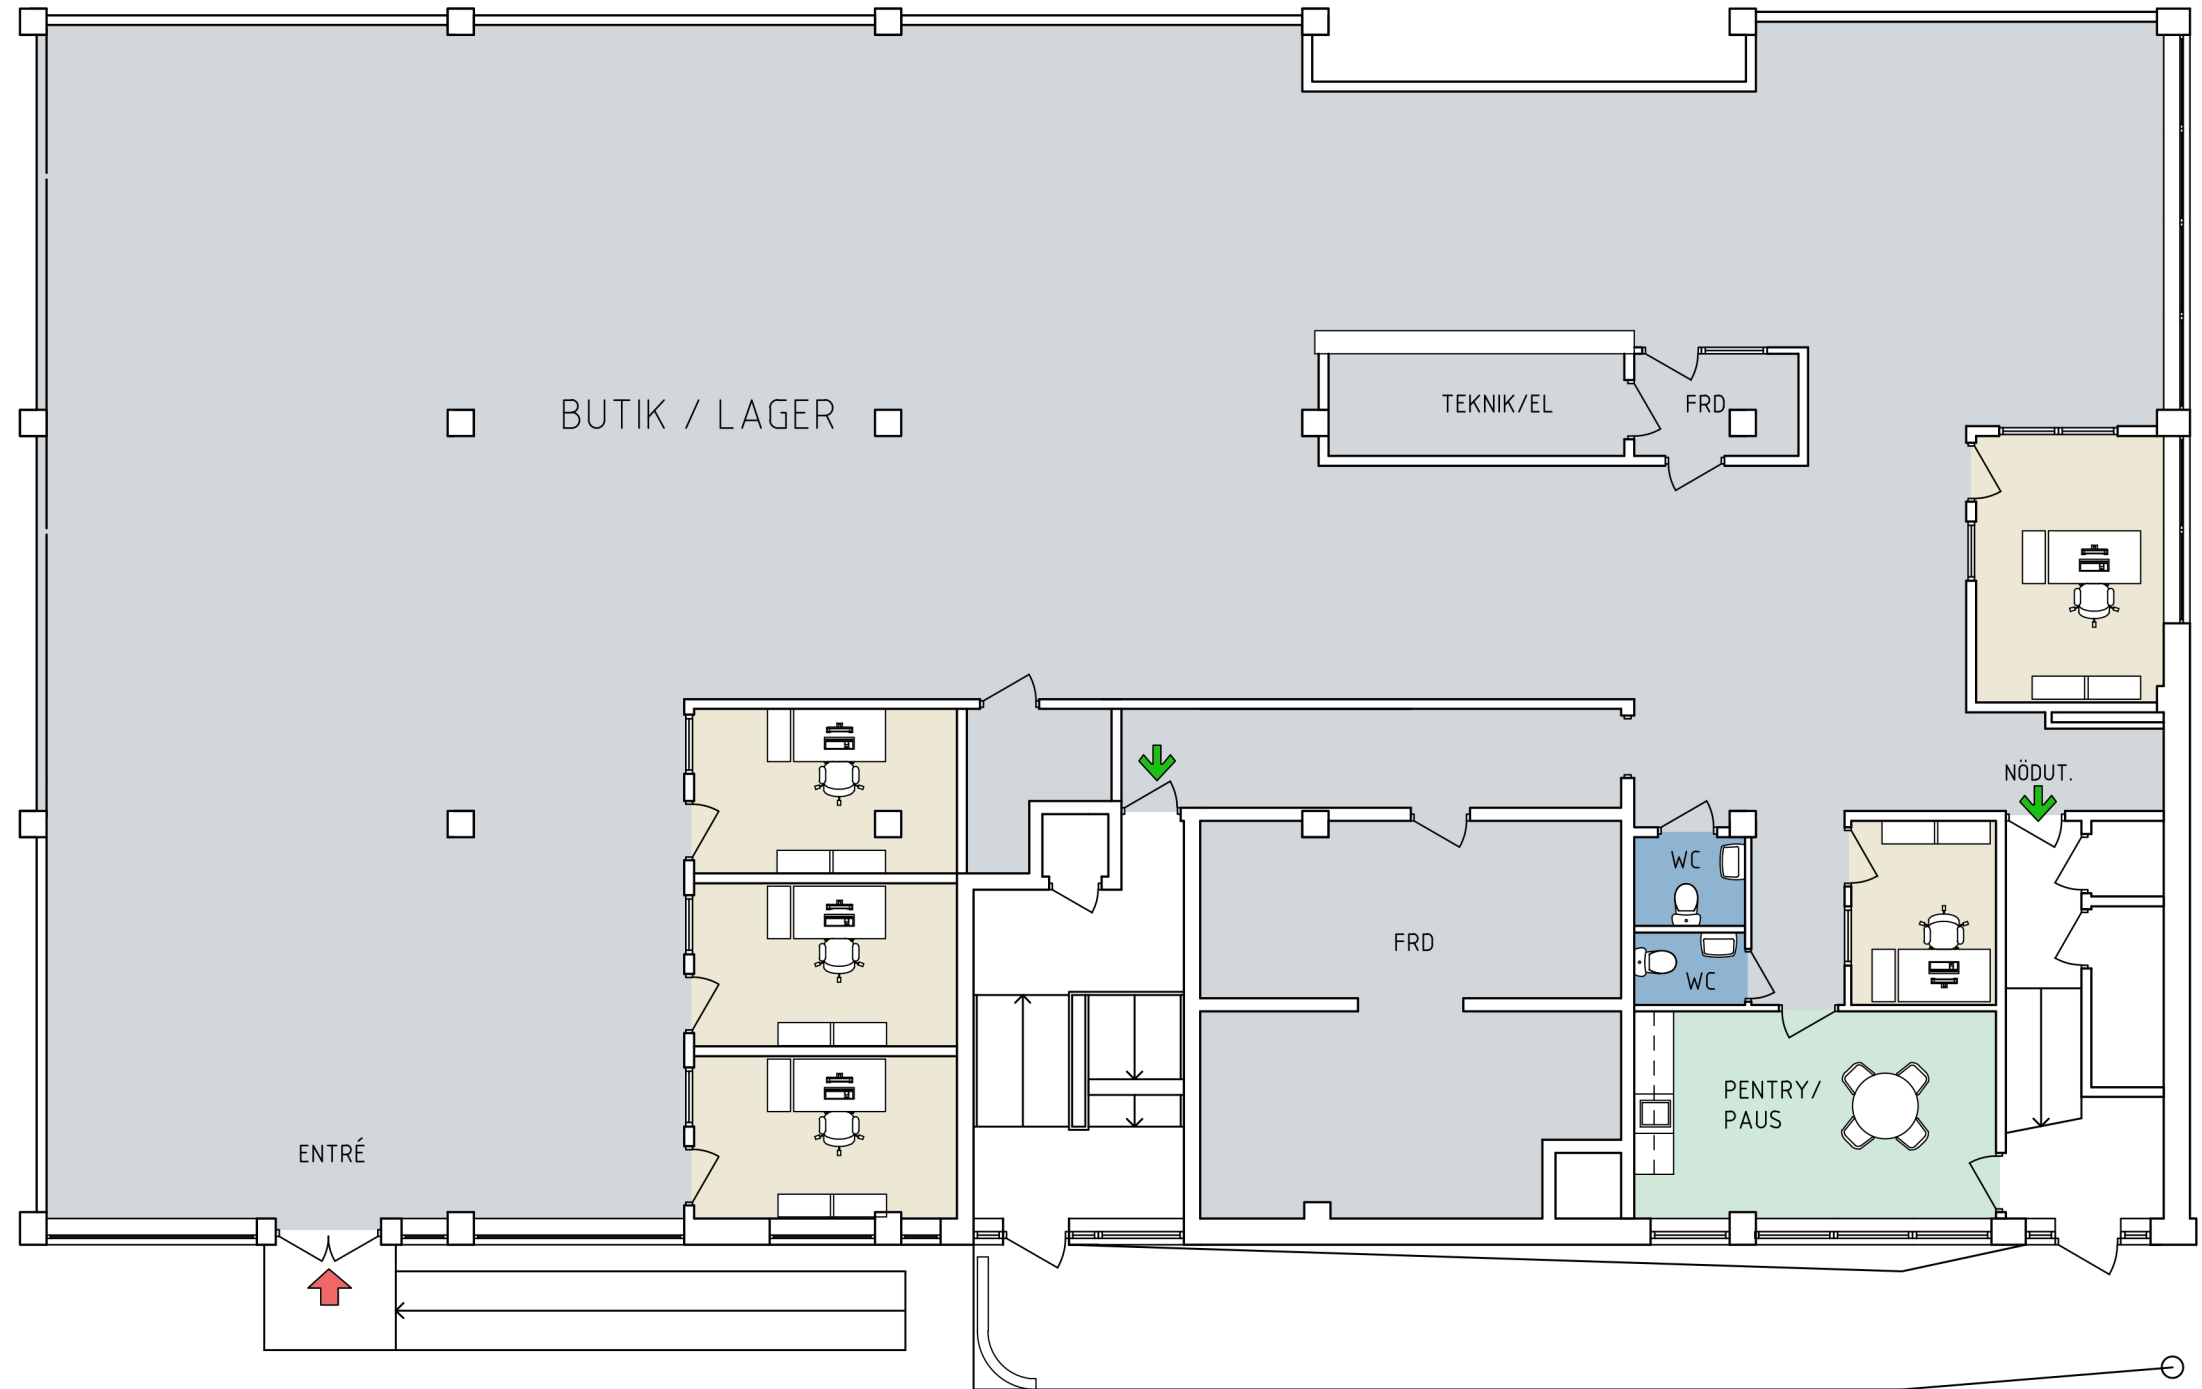 BUTIK / LAGER
TEKNIK/EL
FRD
NÖDUT.
WC
FRD
WC
PENTRY/
PAUS
ENTRÉ